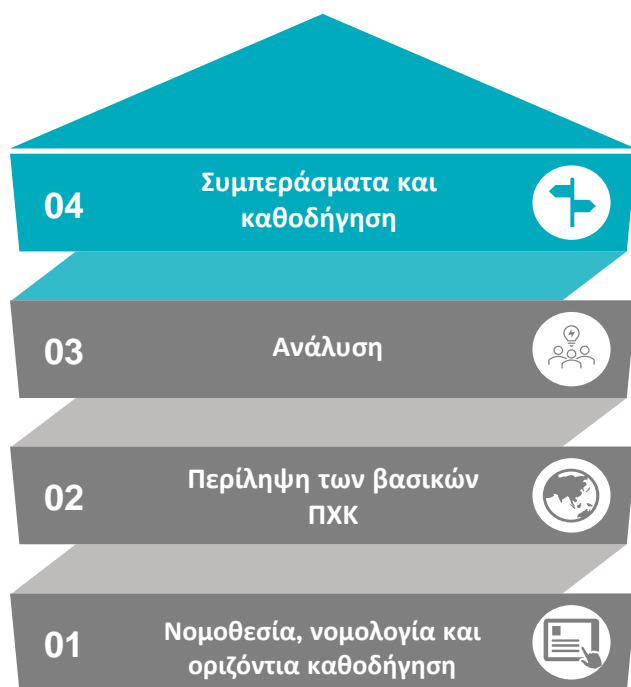 04
Συμπεράσματα και
καθοδήγηση
03
Ανάλυση
02
Περίληψη των βασικών
ΠΧΚ
01
Νομοθεσία, νομολογία και
οριζόντια καθοδήγηση